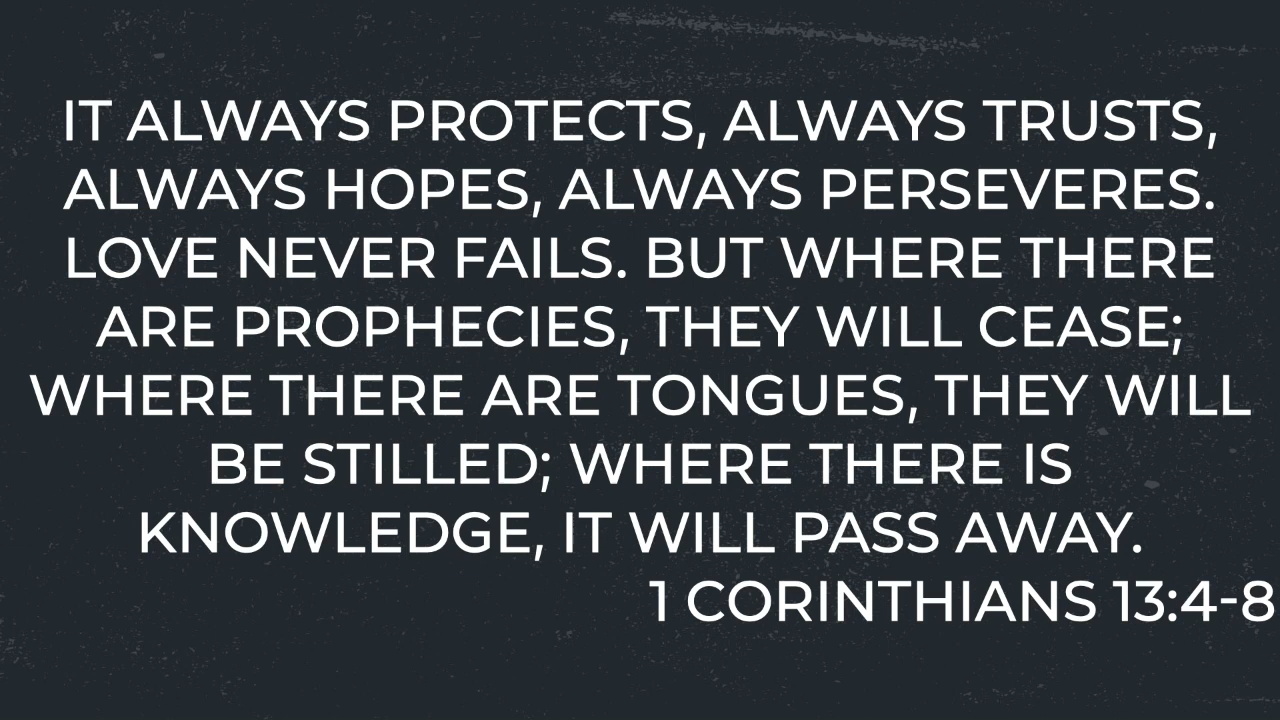 IT ALWAYS PROTECTS, ALWAYS TRUSTS,
ALWAYS HOPES, ALWAYS PERSEVERES.
LOVE NEVER FAILS. BUT WHERE THERE
ARE PROPHECIES, THEY WILL CEASE;
WHERE THERE ARE TONGUES, THEY WILL
BE STILLED; WHERE THERE IS
KNOWLEDGE, IT WILL PASS AWAY.
1 CORINTHIANS 13:4-8